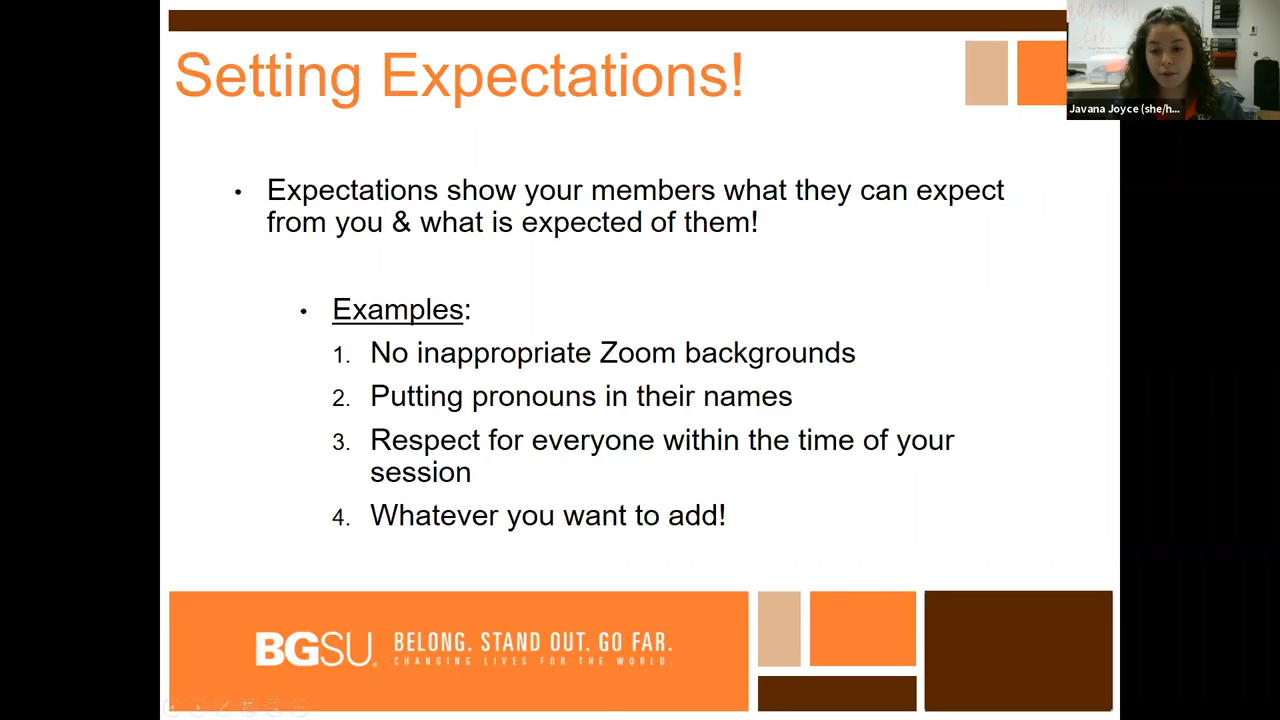 Setting Expectations!
Javana Joyce (she/h...
• Expectations show your members what they can expect
from you & what is expected of them!
• Examples:
1. No inappropriate Zoom backgrounds
2. Putting pronouns in their names
3. Respect for everyone within the time of your
session
4. Whatever you want to add!
BGSU. BELONG. STAND OUT. GO FAR.
CHANGING LIVES FOR THE WORLD.